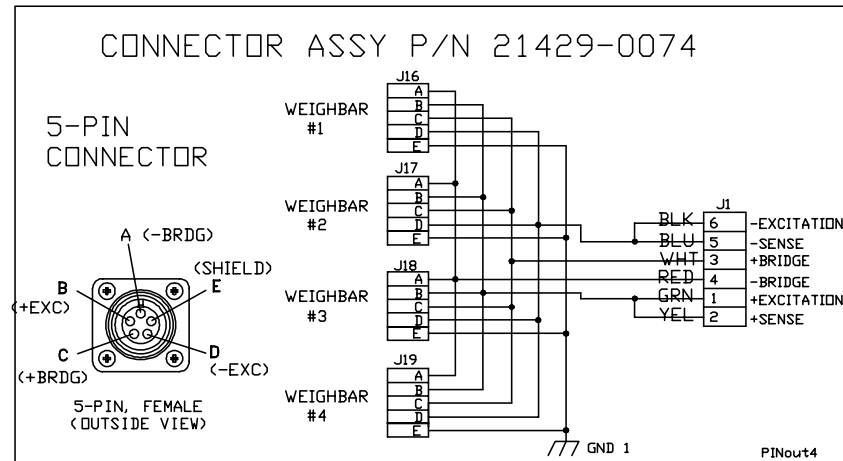 CONNECTOR ASSY P/N 21429-0074
5-PIN
CONNECTOR
A (-BRDG)
B
(+EXC)
(SHIELD)
E
C
(+BRDG)
D
(-EXC)
5-PIN, FEMALE
(OUTSIDE VIEW)
WEIGHBAR
#1
J16
A
B
C
D
E
WEIGHBAR
#2
J17
A
B
C
D
E
WEIGHBAR
#3
J18
A
B
C
D
E
WEIGHBAR
#4
J19
A
B
C
D
E
J1
BLK 6 -EXCITATION
BLU 5 -SENSE
WHT 3 +BRIDGE
RED 4 -BRIDGE
GRN 1 +EXCITATION
YEL 2 +SENSE
GND 1
PINout4